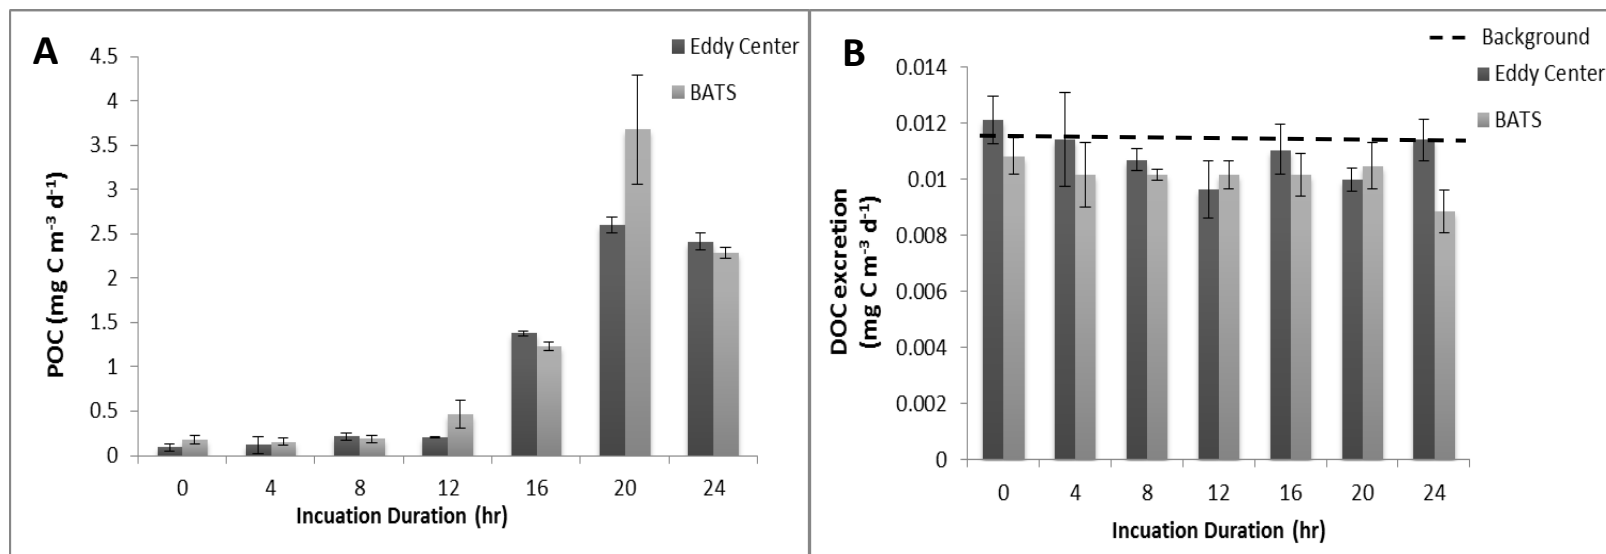 A
Eddy Center
BATS
POC (mg C m⁻³ d⁻¹)
4.5
4
3.5
3
2.5
2
1.5
1
0.5
0
0 4 8 12 16 20 24
Incuation Duration (hr)
B
Background
Eddy Center
BATS
DOC excretion
(mg C m⁻³ d⁻¹)
0.014
0.012
0.01
0.008
0.006
0.004
0.002
0
0 4 8 12 16 20 24
Incuation Duration (hr)